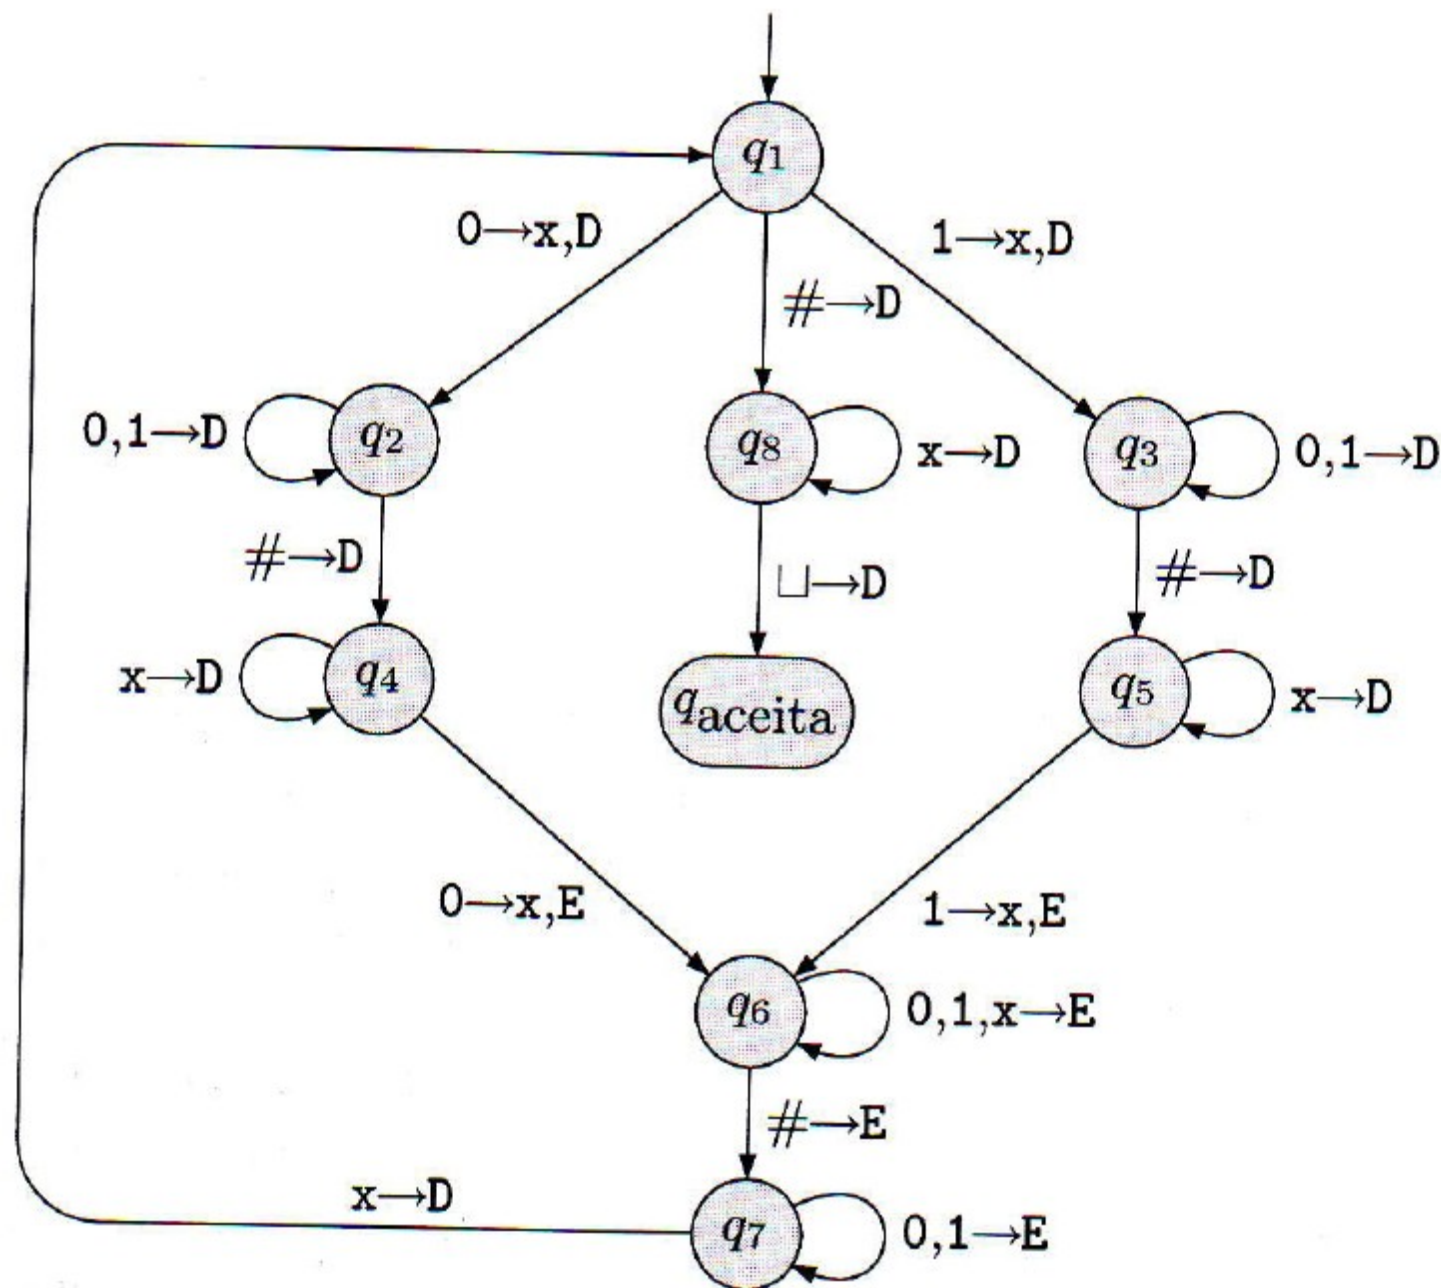 q1
0→x,D
1→x,D
#→D
0,1→D
q2
q8
x→D
q3
0,1→D
#→D
⊔→D
#→D
x→D
q4
qaceita
q5
x→D
0→x,E
1→x,E
q6
0,1,x→E
#→E
x→D
q7
0,1→E